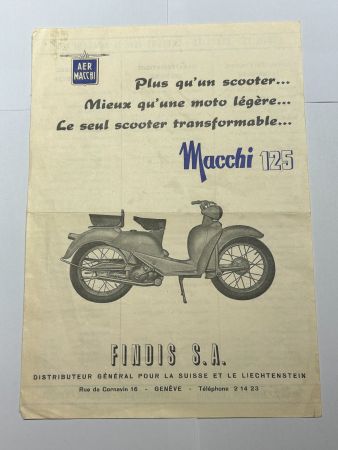 AER
MACCHI
Plus qu'un scooter...
Mieux qu'une moto légère...
Le seul scooter transformable...
Macchi 125
FINDIS S.A.
DISTRIBUTEUR GÉNÉRAL POUR LA SUISSE ET LE LIECHTENSTEIN
Rue de Cornavin 16 - GENÈVE - Téléphone 2 14 23